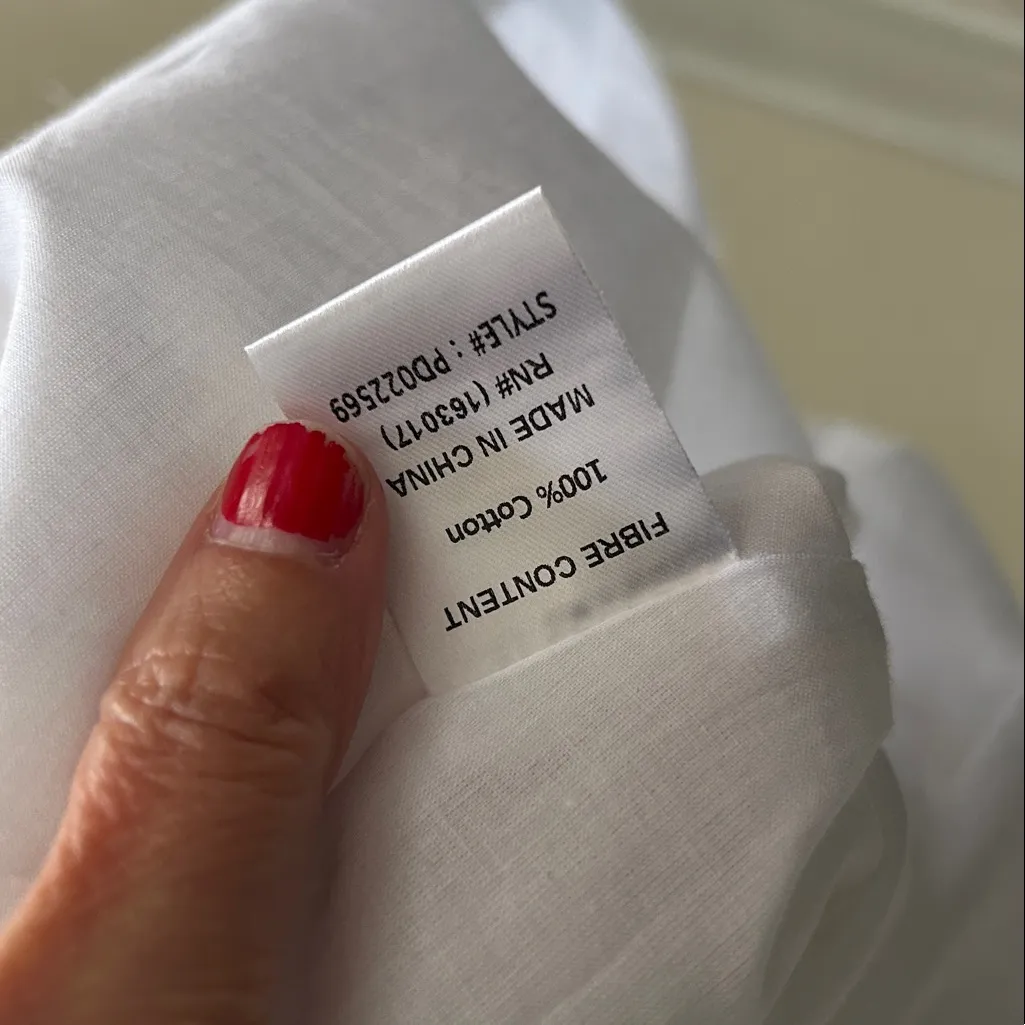 FIBRE CONTENT
100% Cotton
MADE IN CHINA
RN# (163017)
STYLE# : PD022569